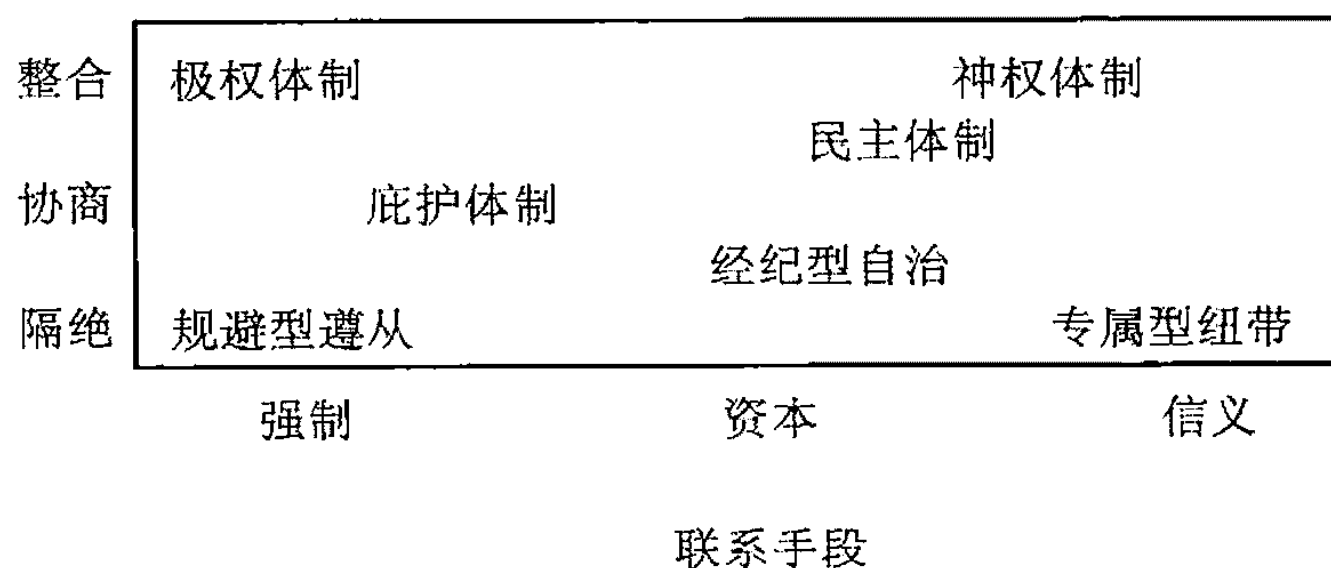 整合 极权体制 神权体制
民主体制
协商 庇护体制
经纪型自治
隔绝 规避型遵从 专属型纽带
强制 资本 信义
联系手段